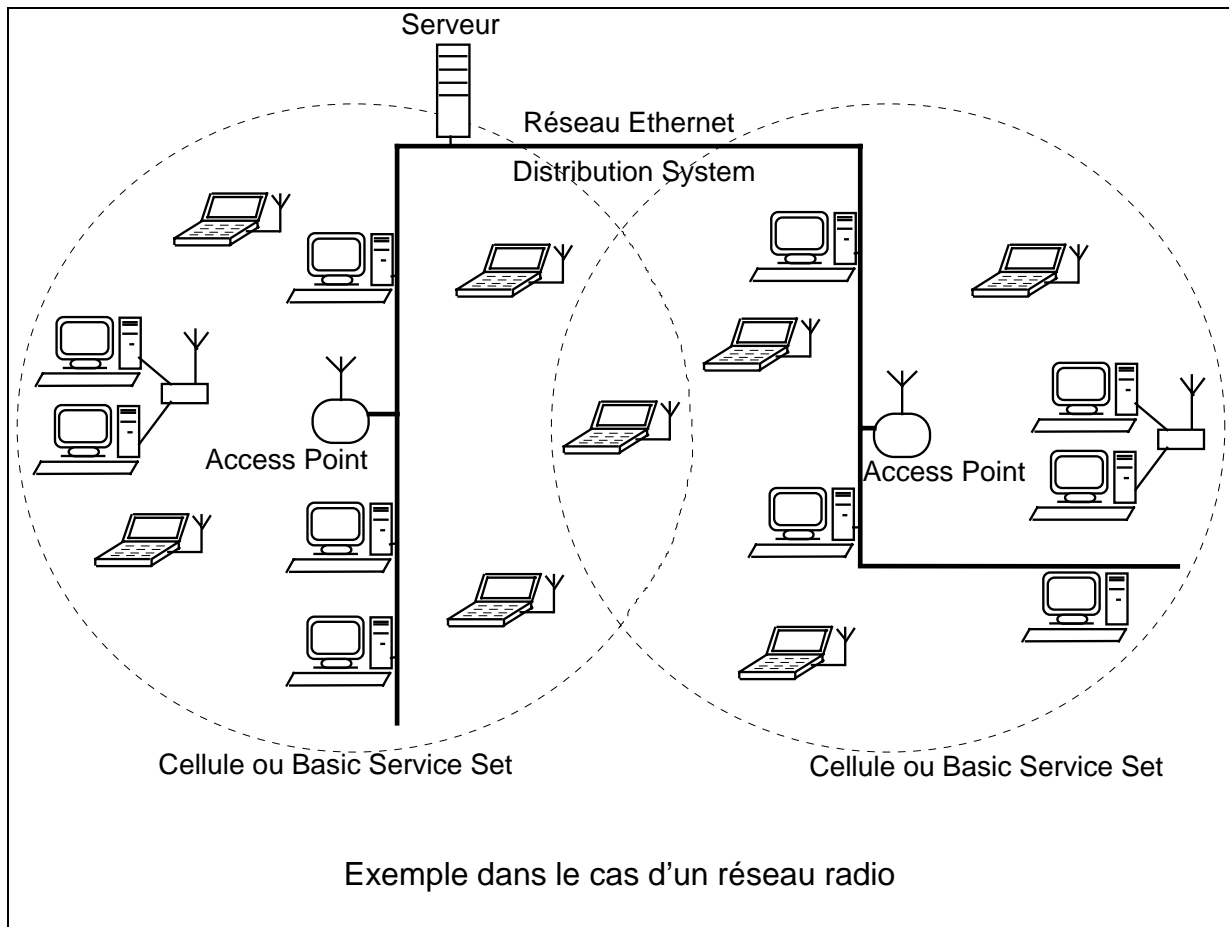 Serveur
Réseau Ethernet
Distribution System
Access Point
Access Point
Cellule ou Basic Service Set
Cellule ou Basic Service Set
Exemple dans le cas d'un réseau radio